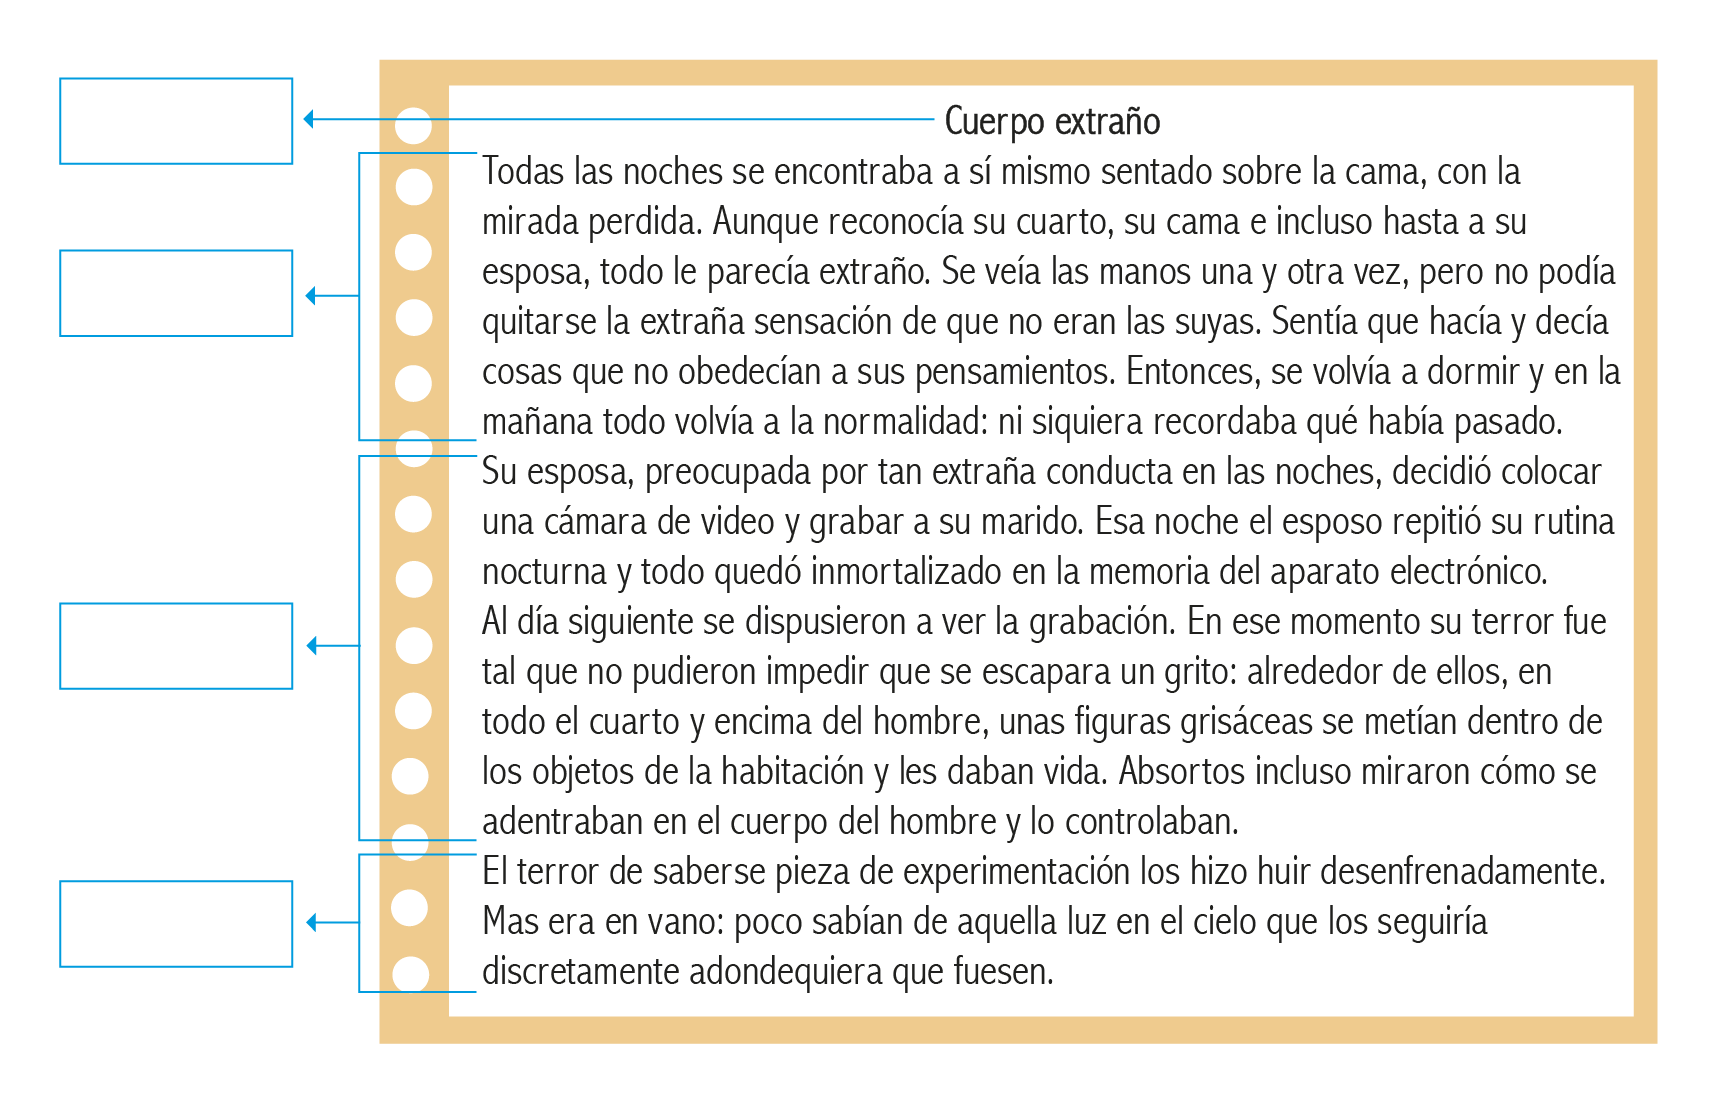 Cuerpo extraño
Todas las noches se encontraba a sí mismo sentado sobre la cama, con la
mirada perdida. Aunque reconocía su cuarto, su cama e incluso hasta a su
esposa, todo le parecía extraño. Se veía las manos una y otra vez, pero no podía
quitarse la extraña sensación de que no eran las suyas. Sentía que hacía y decía
cosas que no obedecían a sus pensamientos. Entonces, se volvía a dormir y en la
mañana todo volvía a la normalidad: ni siquiera recordaba qué había pasado.
Su esposa, preocupada por tan extraña conducta en las noches, decidió colocar
una cámara de video y grabar a su marido. Esa noche el esposo repitió su rutina
nocturna y todo quedó inmortalizado en la memoria del aparato electrónico.
Al día siguiente se dispusieron a ver la grabación. En ese momento su terror fue
tal que no pudieron impedir que se escapara un grito: alrededor de ellos, en
todo el cuarto y encima del hombre, unas figuras grisáceas se metían dentro de
los objetos de la habitación y les daban vida. Absortos incluso miraron cómo se
adentraban en el cuerpo del hombre y lo controlaban.
El terror de saberse pieza de experimentación los hizo huir desenfrenadamente.
Mas era en vano: poco sabían de aquella luz en el cielo que los seguiría
discretamente adondequiera que fuesen.